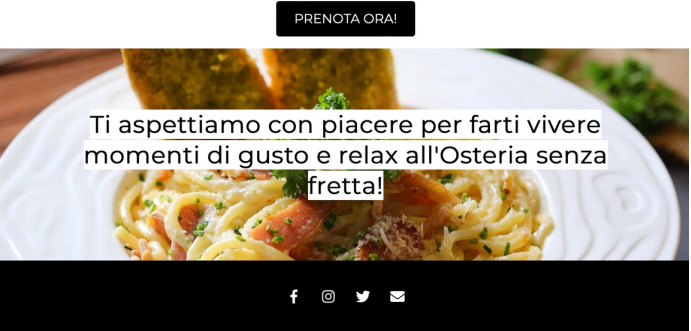 PRENOTA ORA!
Ti aspettiamo con piacere per farti vivere
momenti di gusto e relax all'Osteria senza
fretta!